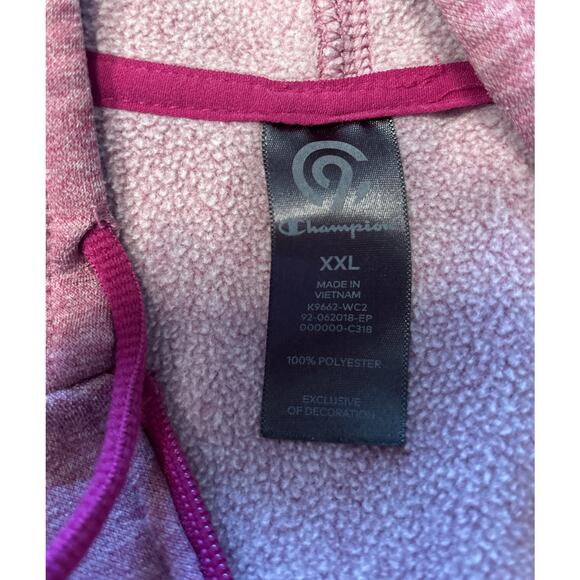 Champion
XXL
MADE IN
VIETNAM
K9662-WC2
92-062018-EP
000000-C318
100% POLYESTER
EXCLUSIVE
OF DECORATION